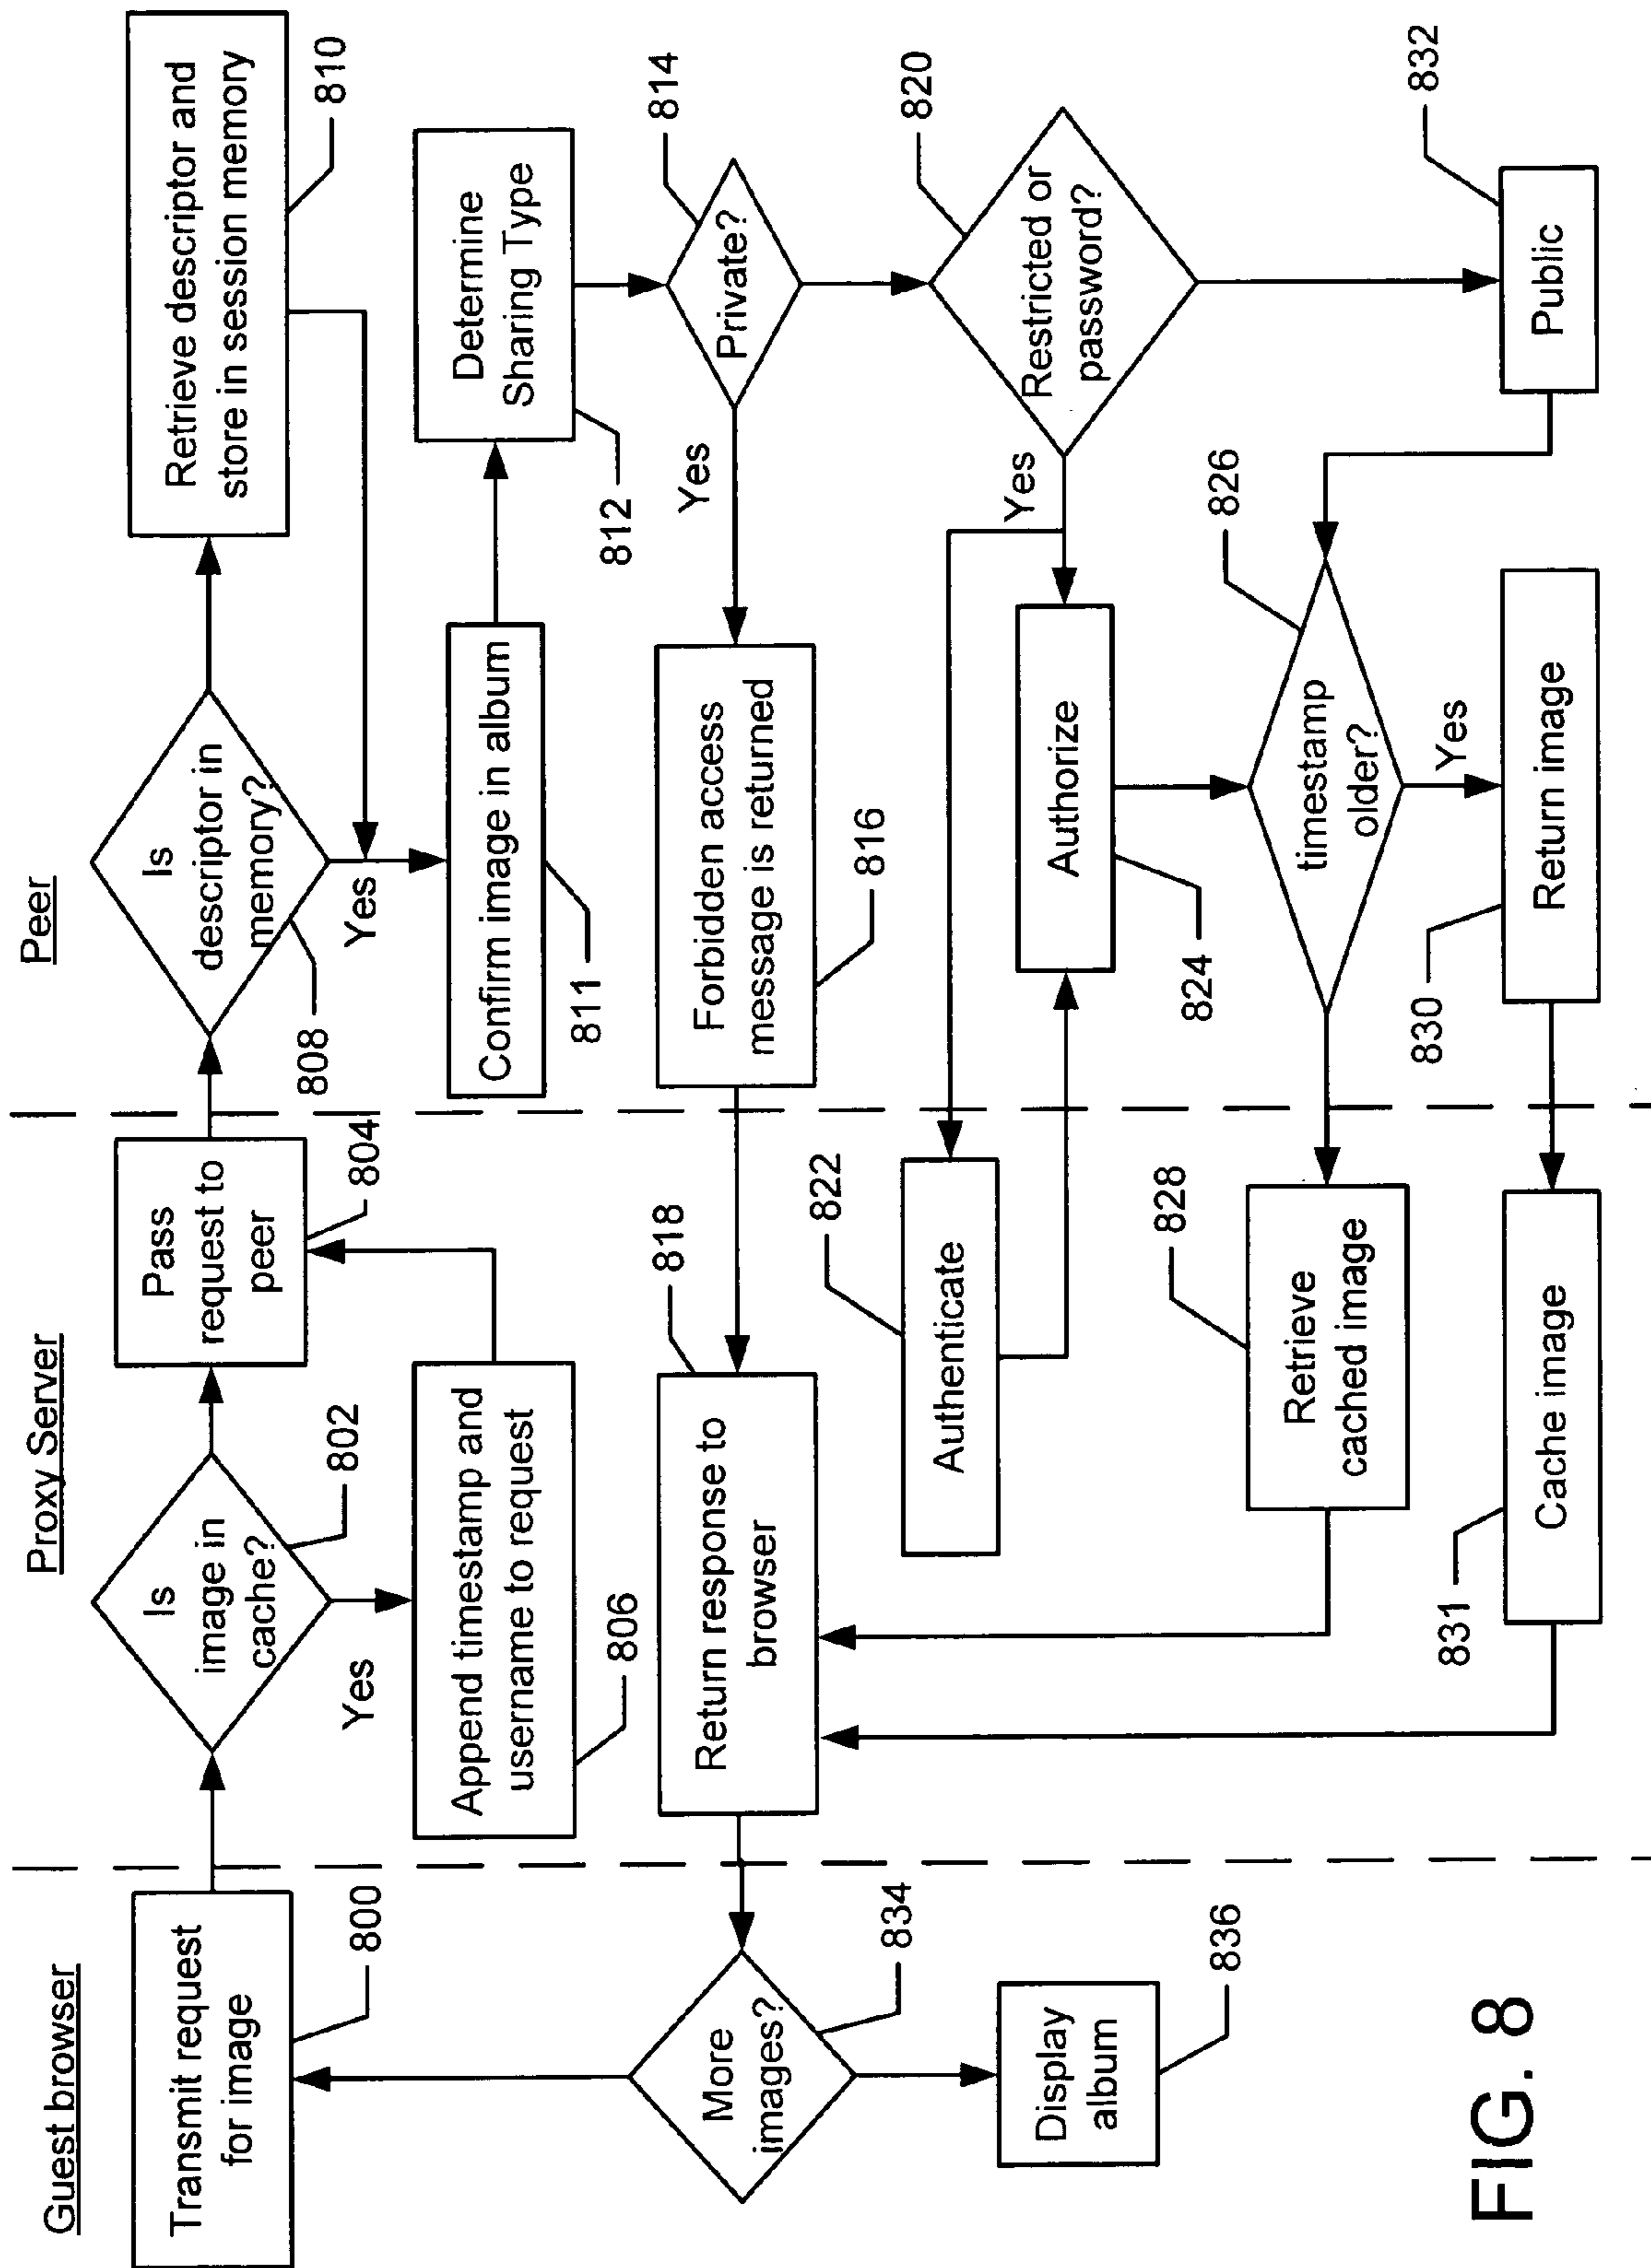 Guest browser
Proxy Server
Peer
Transmit request
for image
800
Is
image in
cache?
802
Yes
Pass
request to
peer
804
Append timestamp and
username to request
806
Is
descriptor in
memory?
808
Yes
Retrieve descriptor and
store in session memory
810
Confirm image in album
811
Determine
Sharing Type
812
Private?
814
Yes
Forbidden access
message is returned
816
Return response to
browser
818
Restricted or
password?
820
Yes
Authenticate
822
Authorize
824
timestamp
older?
826
Yes
Retrieve
cached image
828
Return image
830
Cache image
831
Public
832
More
images?
834
Display
album
836
FIG. 8